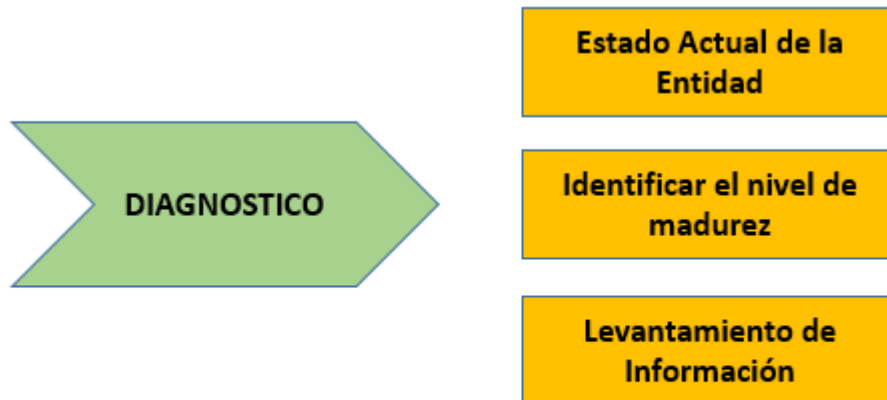 DIAGNOSTICO
Estado Actual de la
Entidad
Identificar el nivel de
madurez
Levantamiento de
Información